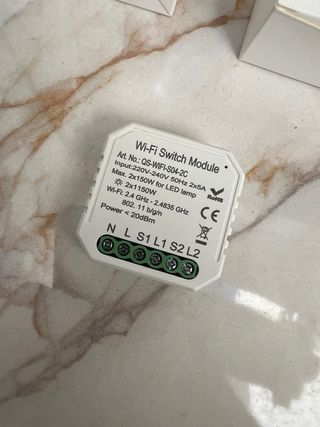 Wi-Fi Switch Module
Art. No.: QS-WIFI-S04-2C
Input:220V-240V 50Hz 2x5A
Max. 2x150W for LED lamp
2x1150W
Wi-Fi: 2.4 GHz - 2.4835 GHz
802. 11 b/g/n
Power < 20dBm
RoHS
CE
N L S1 L1 S2 L2